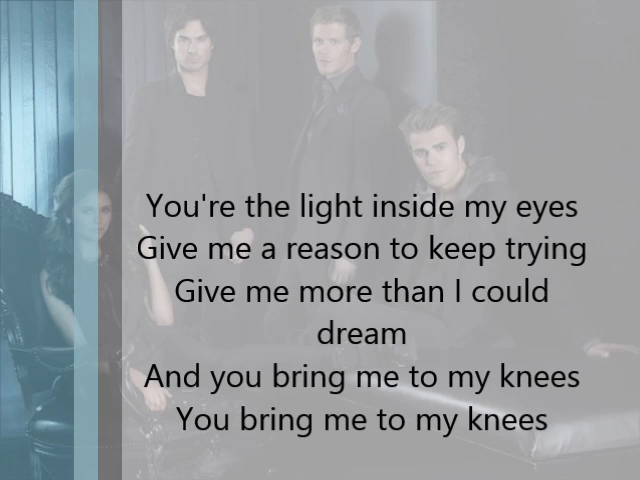 You're the light inside my eyes
Give me a reason to keep trying
Give me more than I could
dream
And you bring me to my knees
You bring me to my knees